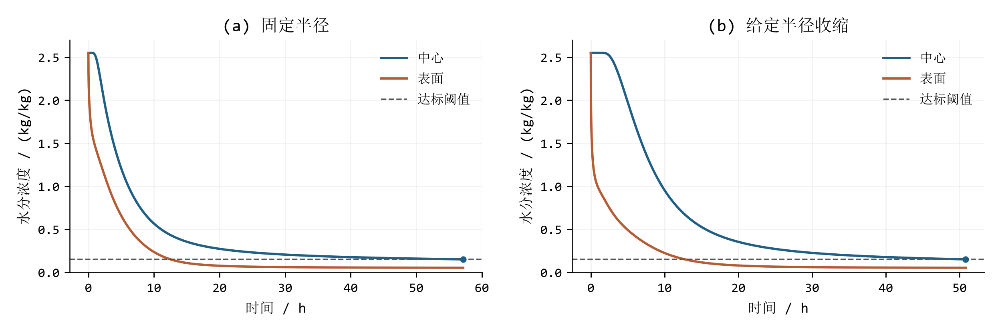 (a) 固定半径
水分浓度 / (kg/kg)
2.5
2.0
1.5
1.0
0.5
0.0
中心
表面
达标阈值
0 10 20 30 40 50 60
时间 / h
(b) 给定半径收缩
水分浓度 / (kg/kg)
2.5
2.0
1.5
1.0
0.5
0.0
中心
表面
达标阈值
0 10 20 30 40 50
时间 / h